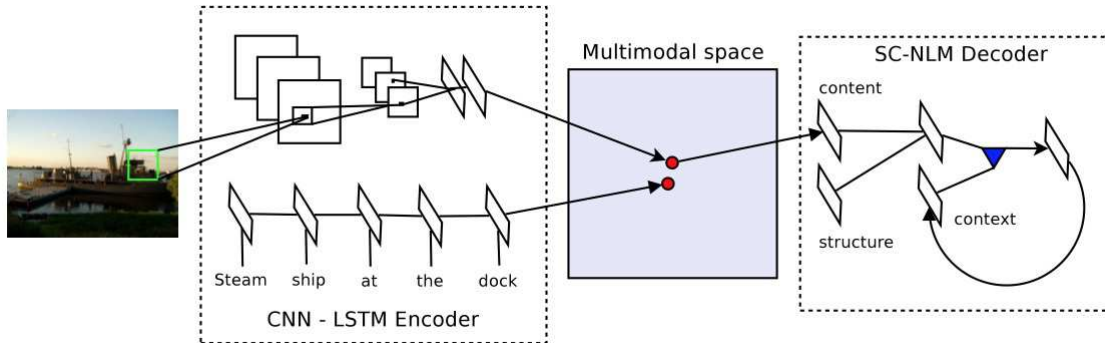 Multimodal space
SC-NLM Decoder
content
structure
context
Steam ship at the dock
CNN - LSTM Encoder